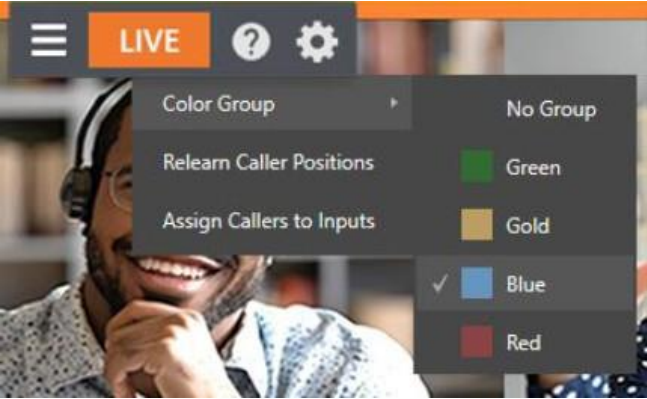 LIVE
?
Color Group
No Group
Relearn Caller Positions
Green
Assign Callers to Inputs
Gold
Blue
Red